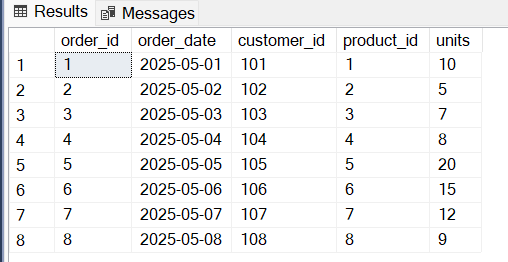 Results Messages
order_id order_date customer_id product_id units
1 1 2025-05-01 101 1 10
2 2 2025-05-02 102 2 5
3 3 2025-05-03 103 3 7
4 4 2025-05-04 104 4 8
5 5 2025-05-05 105 5 20
6 6 2025-05-06 106 6 15
7 7 2025-05-07 107 7 12
8 8 2025-05-08 108 8 9